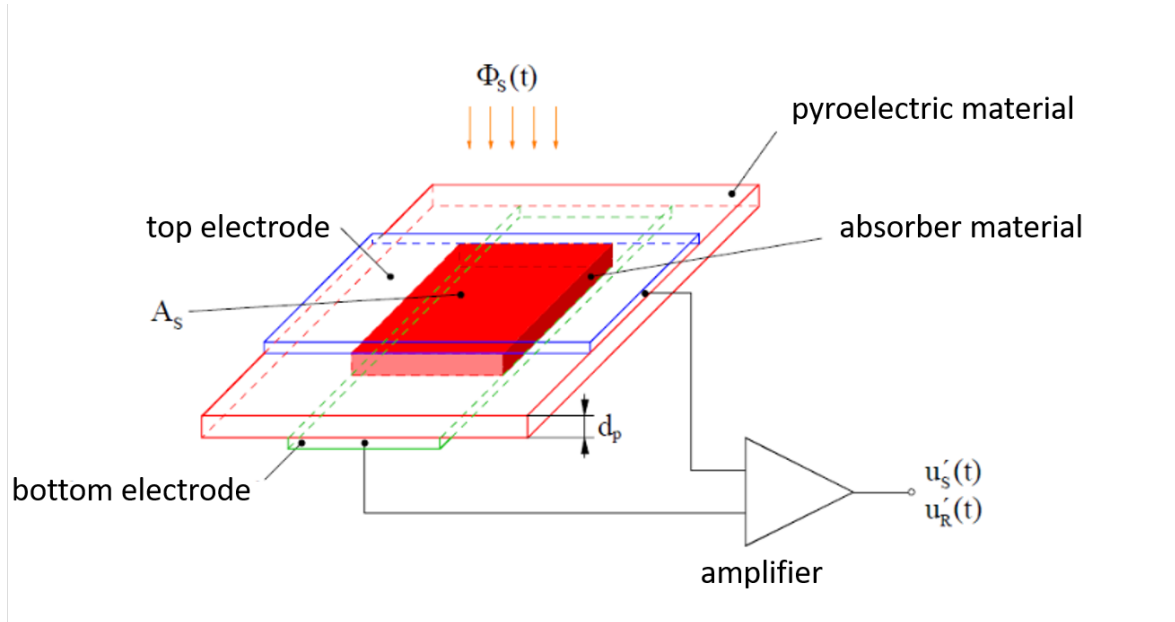 Φₛ(t)
pyroelectric material
top electrode
absorber material
Aₛ
dₚ
bottom electrode
u´ₛ(t)
u´ᵣ(t)
amplifier